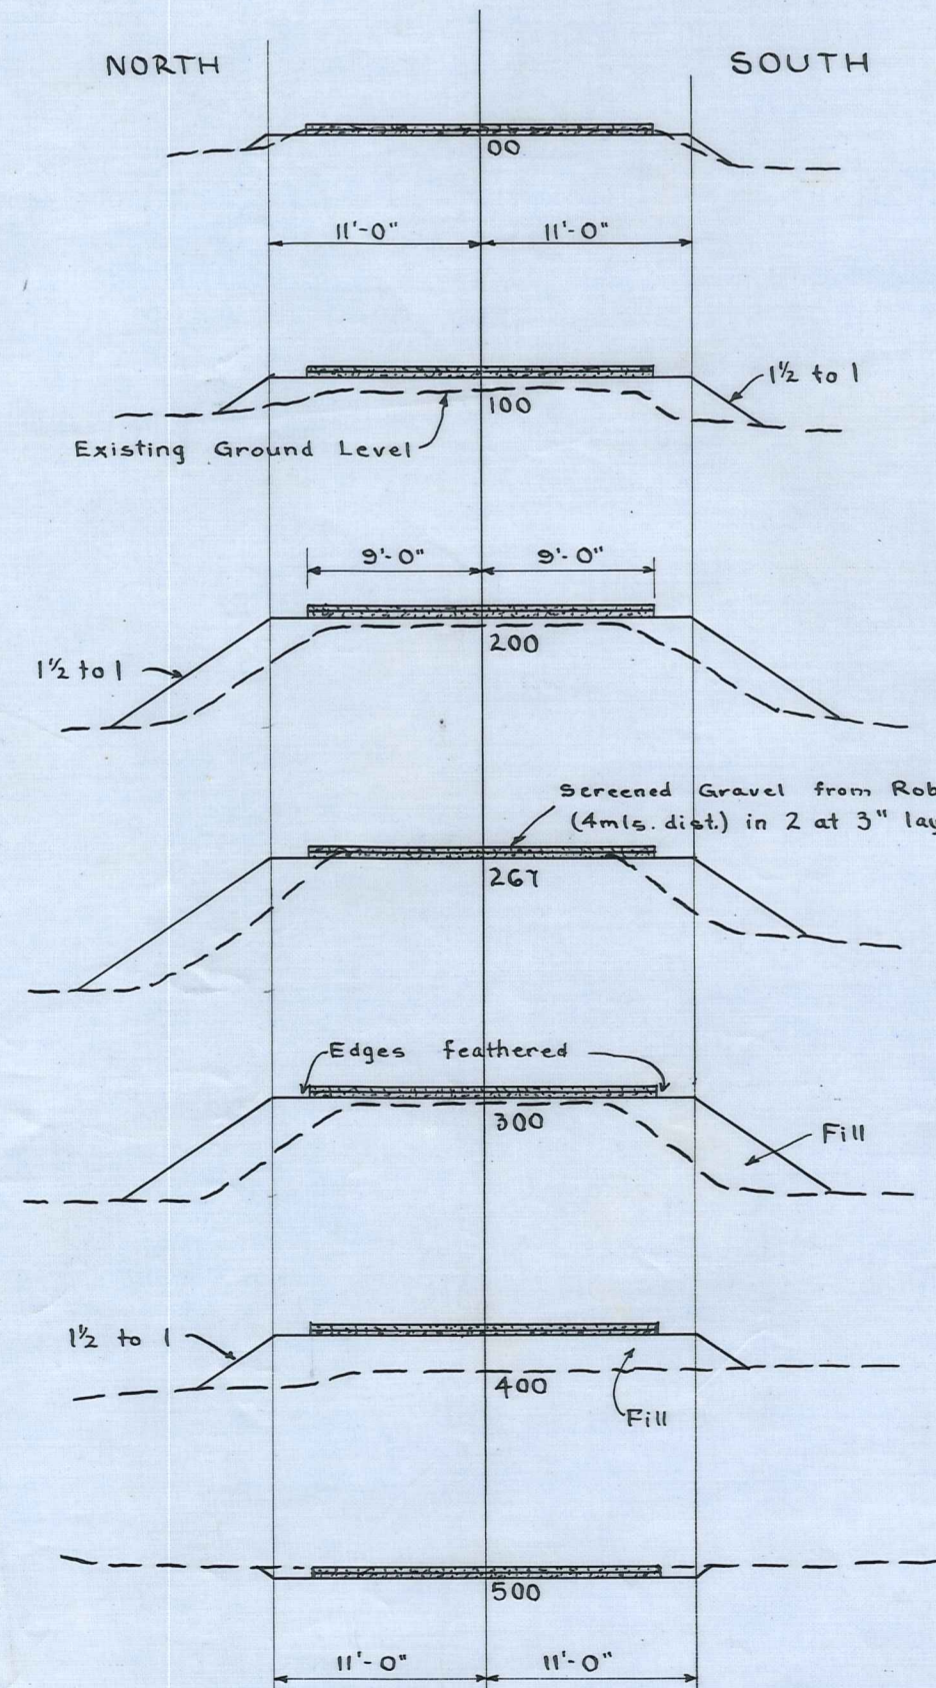 NORTH
SOUTH
00
11'-0" 11'-0"
1½ to 1
100
Existing Ground Level
9'-0" 9'-0"
200
1½ to 1
Screened Gravel from Rob
(4mls. dist.) in 2 at 3" lay
267
Edges feathered
300
Fill
1½ to 1
400
Fill
500
11'-0" 11'-0"